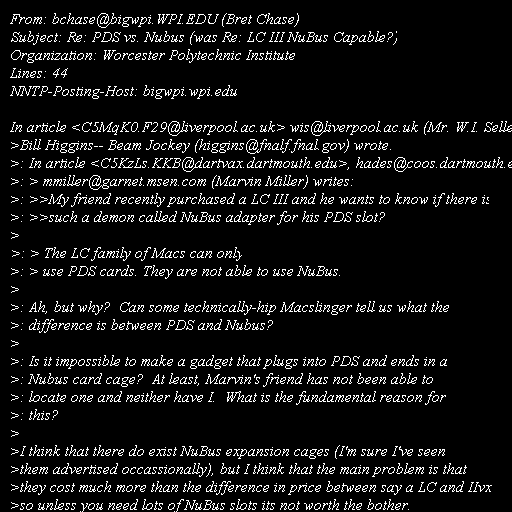 From: bchase@bigwpi.WPI.EDU (Bret Chase)
Subject: Re: PDS vs. Nubus (was Re: LC III NuBus Capable?)
Organization: Worcester Polytechnic Institute
Lines: 44
NNTP-Posting-Host: bigwpi.wpi.edu

In article <C5MqK0.F29@liverpool.ac.uk> wis@liverpool.ac.uk (Mr. W.I. Selle
>Bill Higgins-- Beam Jockey (higgins@fnalf.fnal.gov) wrote.
>: In article <C5KzLs.KKB@dartvax.dartmouth.edu>, hades@coos.dartmouth.e
>: > mmiller@garnet.msen.com (Marvin Miller) writes:
>: >>My friend recently purchased a LC III and he wants to know if there is
>: >>such a demon called NuBus adapter for his PDS slot?
>
>: > The LC family of Macs can only
>: > use PDS cards. They are not able to use NuBus.
>
>: Ah, but why?  Can some technically-hip Macslinger tell us what the
>: difference is between PDS and Nubus?
>
>: Is it impossible to make a gadget that plugs into PDS and ends in a
>: Nubus card cage?  At least, Marvin's friend has not been able to
>: locate one and neither have I.  What is the fundamental reason for
>: this?
>
>I think that there do exist NuBus expansion cages (I'm sure I've seen
>them advertised occassionally), but I think that the main problem is that
>they cost much more than the difference in price between say a LC and IIvx
>so unless you need lots of NuBus slots its not worth the bother.